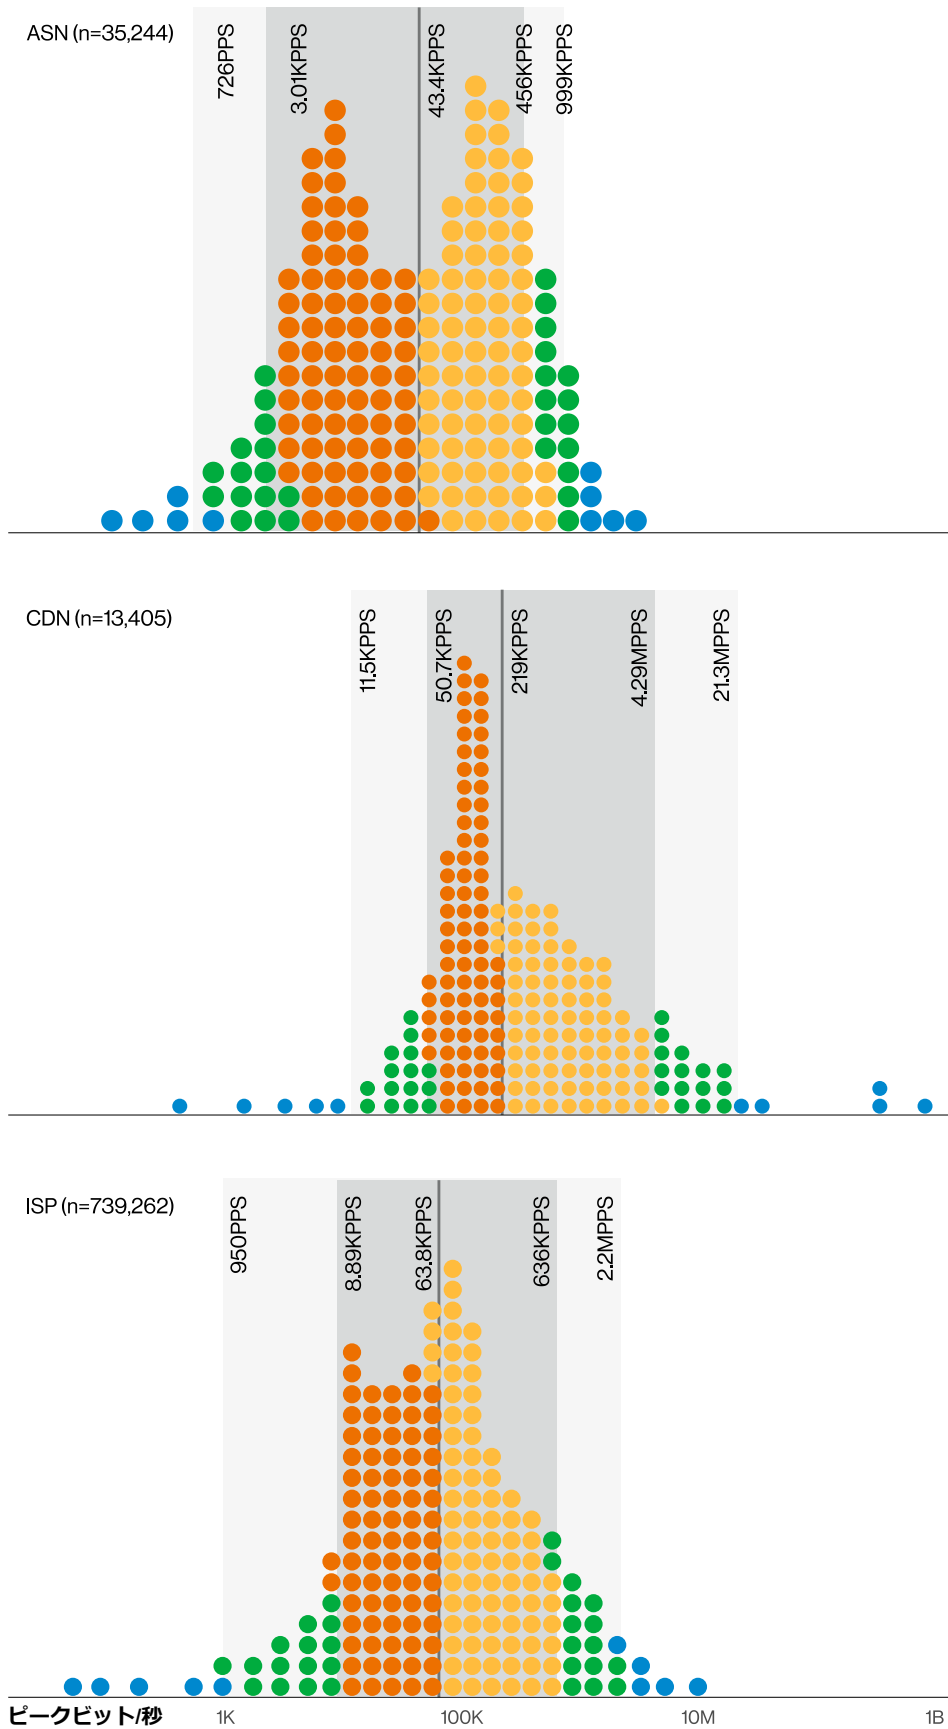 ASN (n=35,244)
726PPS
3.01KPPS
43.4KPPS
456KPPS
999KPPS
CDN (n=13,405)
11.5KPPS
50.7KPPS
219KPPS
4.29MPPS
21.3MPPS
ISP (n=739,262)
950PPS
8.89KPPS
63.8KPPS
636KPPS
2.2MPPS
ピークビット/秒
1K
100K
10M
1B